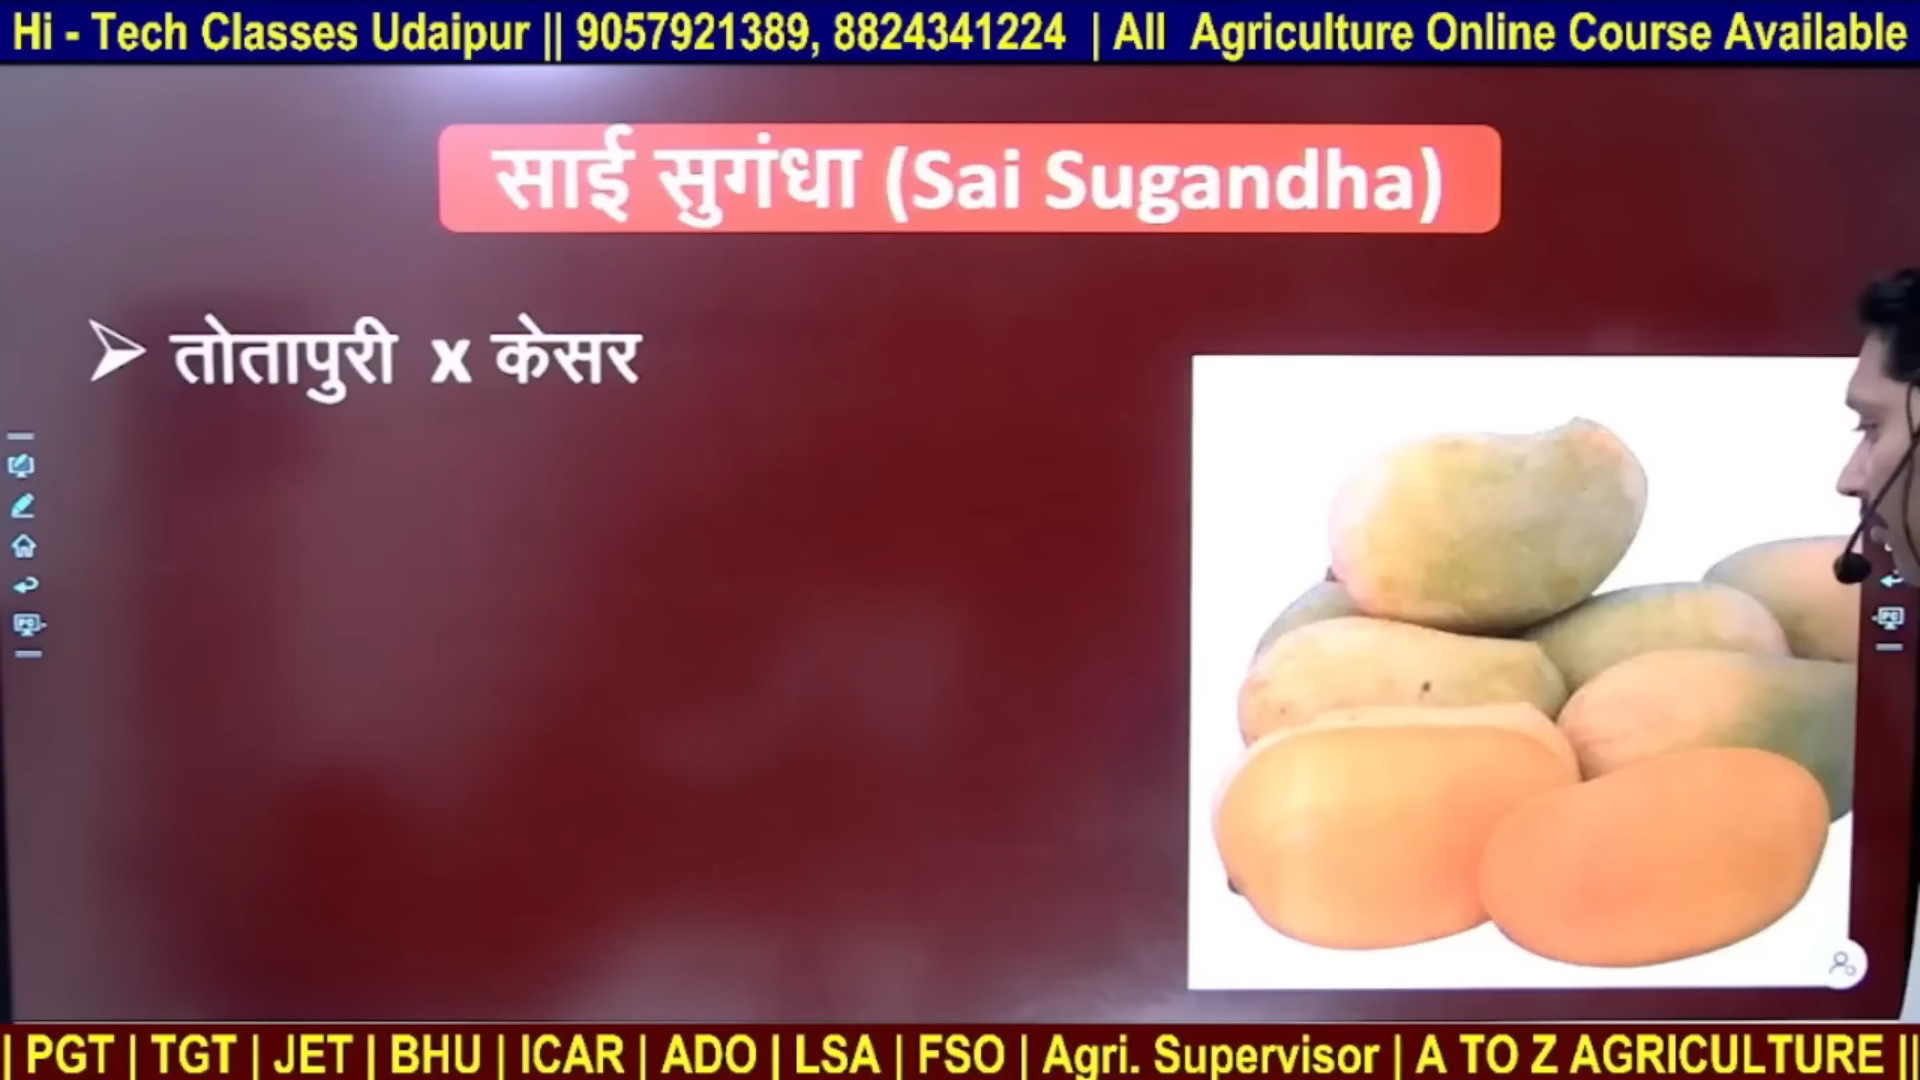 Hi - Tech Classes Udaipur || 9057921389, 8824341224 | All Agriculture Online Course Available
साई सुगंधा (Sai Sugandha)
➢ तोतापुरी x केसर
| PGT | TGT | JET | BHU | ICAR | ADO | LSA | FSO | Agri. Supervisor | A TO Z AGRICULTURE ||